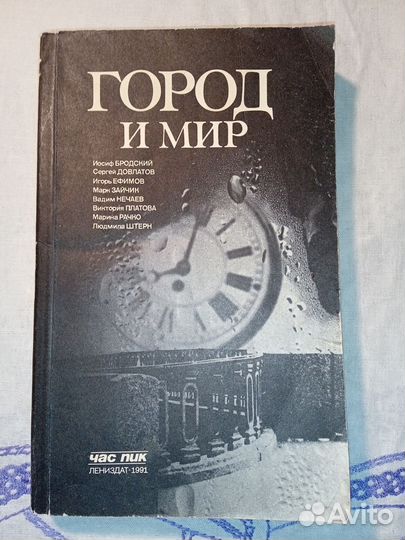 ГОРОД
И МИР
Иосиф БРОДСКИЙ
Сергей ДОВЛАТОВ
Игорь ЕФИМОВ
Марк ЗАЙЧИК
Вадим НЕЧАЕВ
Виктория ПЛАТОВА
Марина РАЧКО
Людмила ШТЕРН
час пик
ЛЕНИЗДАТ·1991
Avito